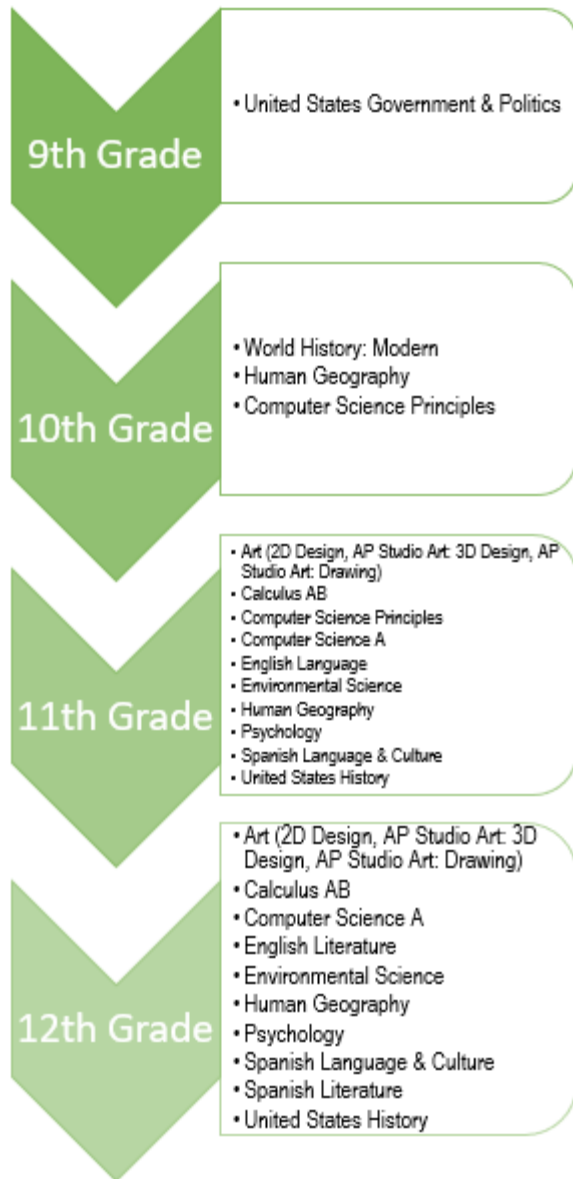 9th Grade
• United States Government & Politics
10th Grade
• World History: Modern
• Human Geography
• Computer Science Principles
11th Grade
• Art (2D Design, AP Studio Art: 3D Design, AP
Studio Art: Drawing)
• Calculus AB
• Computer Science Principles
• Computer Science A
• English Language
• Environmental Science
• Human Geography
• Psychology
• Spanish Language & Culture
• United States History
12th Grade
• Art (2D Design, AP Studio Art: 3D
Design, AP Studio Art: Drawing)
• Calculus AB
• Computer Science A
• English Literature
• Environmental Science
• Human Geography
• Psychology
• Spanish Language & Culture
• Spanish Literature
• United States History